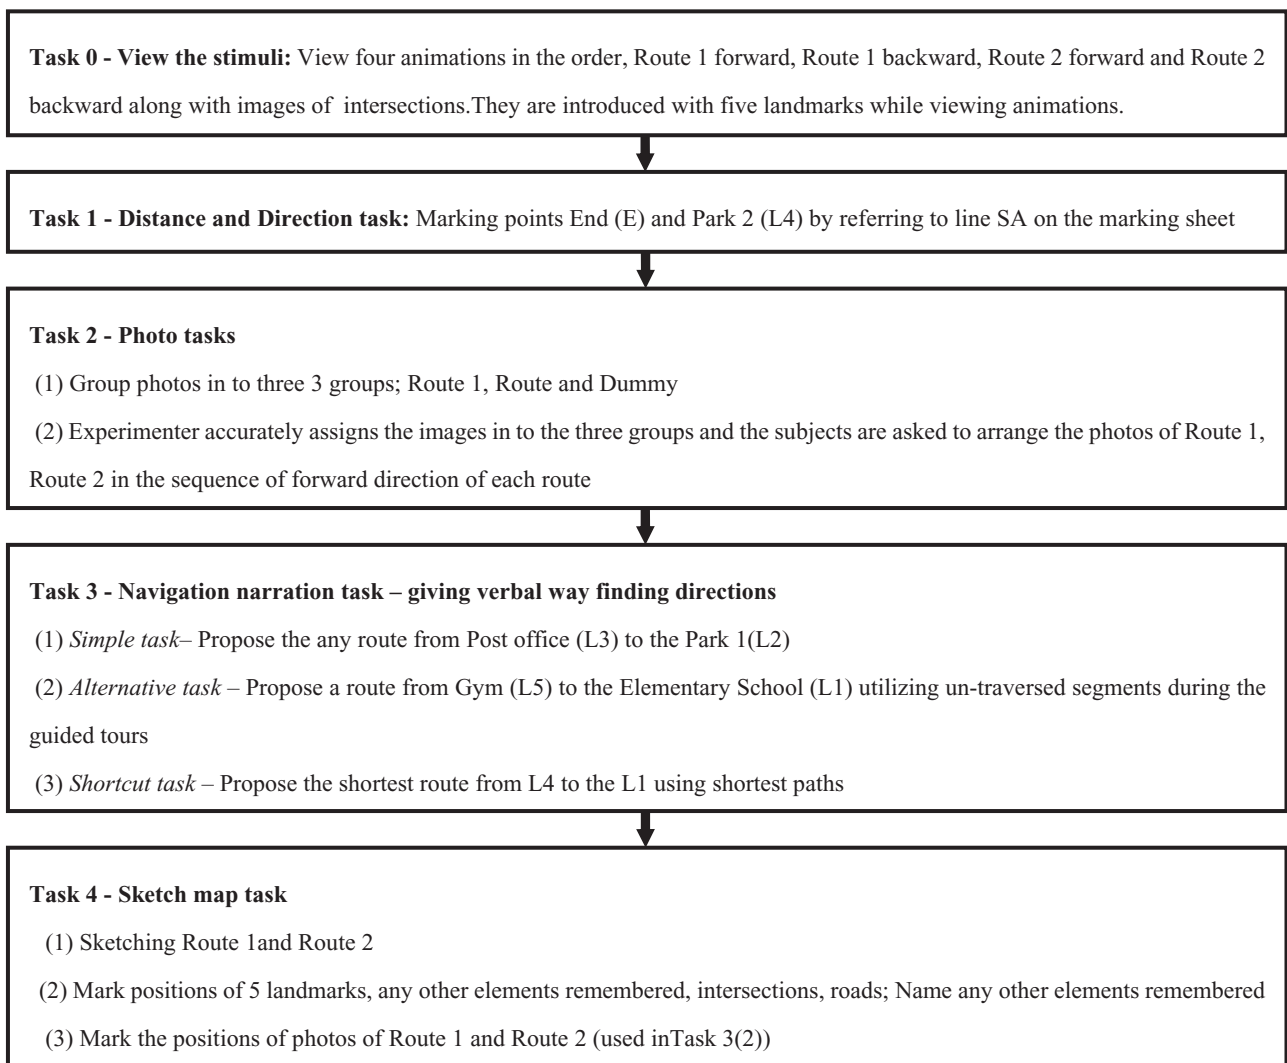 Task 0 - View the stimuli: View four animations in the order, Route 1 forward, Route 1 backward, Route 2 forward and Route 2
backward along with images of intersections.They are introduced with five landmarks while viewing animations.
Task 1 - Distance and Direction task: Marking points End (E) and Park 2 (L4) by referring to line SA on the marking sheet
Task 2 - Photo tasks
(1) Group photos in to three 3 groups; Route 1, Route and Dummy
(2) Experimenter accurately assigns the images in to the three groups and the subjects are asked to arrange the photos of Route 1,
Route 2 in the sequence of forward direction of each route
Task 3 - Navigation narration task – giving verbal way finding directions
(1) Simple task– Propose the any route from Post office (L3) to the Park 1(L2)
(2) Alternative task – Propose a route from Gym (L5) to the Elementary School (L1) utilizing un-traversed segments during the
guided tours
(3) Shortcut task – Propose the shortest route from L4 to the L1 using shortest paths
Task 4 - Sketch map task
(1) Sketching Route 1and Route 2
(2) Mark positions of 5 landmarks, any other elements remembered, intersections, roads; Name any other elements remembered
(3) Mark the positions of photos of Route 1 and Route 2 (used inTask 3(2))